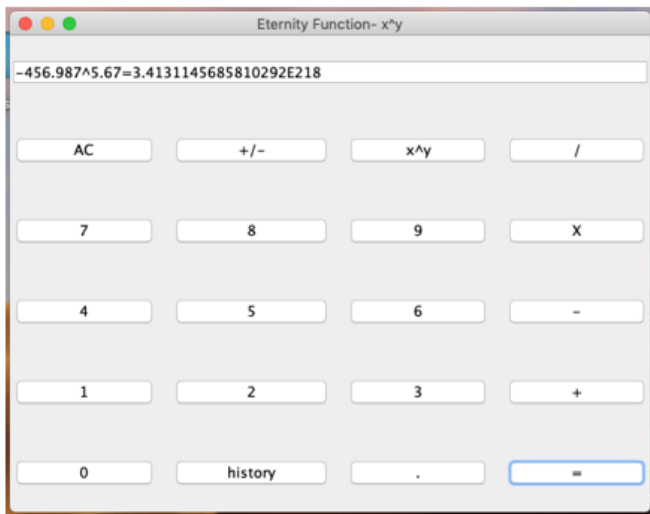 Eternity Function- x^y
-456.987^5.67=3.4131145685810292E218
AC +/- x^y /
7 8 9 X
4 5 6 -
1 2 3 +
0 history . =